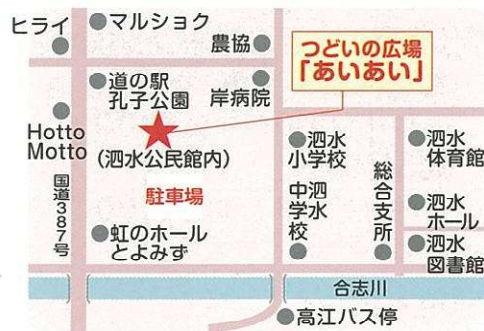 ヒライ
マルショク
農協
つどいの広場
「あいあい」
道の駅
孔子公園
岸病院
Hotto
Motto
(泗水公民館内)
泗水
小学校
泗水
体育館
国道387号
駐車場
泗水
中学校
総合支所
泗水
ホール
虹のホール
とよみず
泗水
図書館
合志川
高江バス停